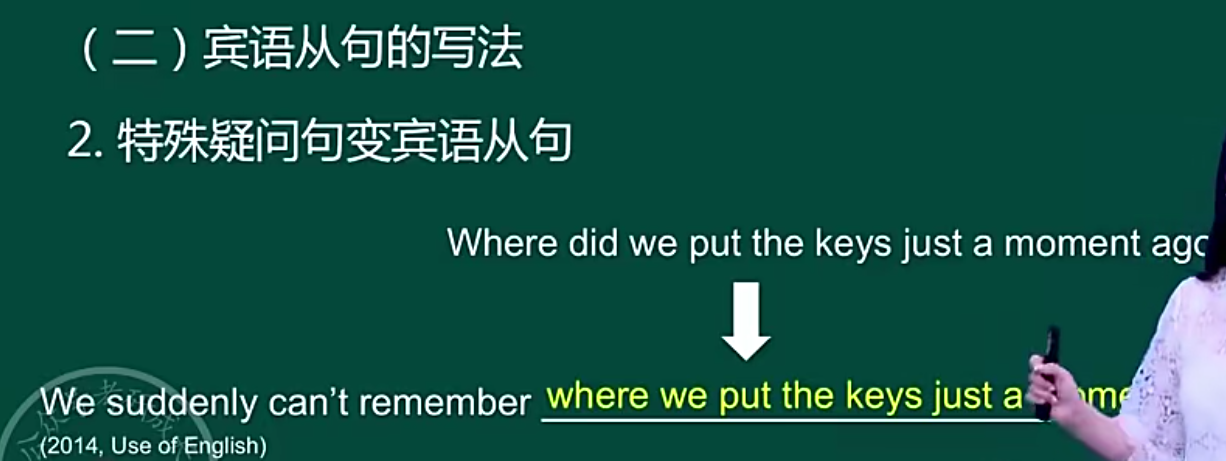 （二）宾语从句的写法
2. 特殊疑问句变宾语从句
Where did we put the keys just a moment ago
We suddenly can't remember where we put the keys just a
(2014, Use of English)